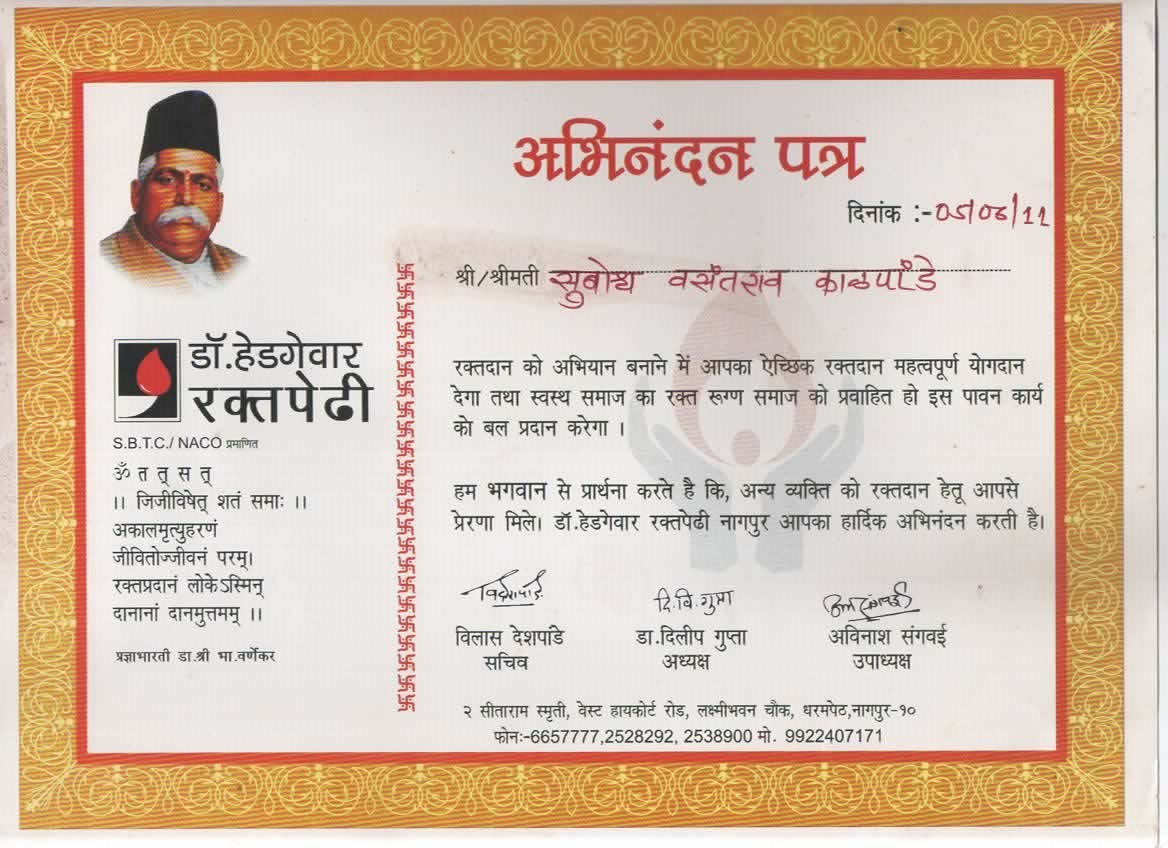 अभिनंदन पत्र
दिनांक :-05/06/11
श्री/श्रीमती सुबोध वसंतराव काळपांडे
डॉ.हेडगेवार
रक्तपेढी
S.B.T.C./ NACO प्रमाणित
ॐ त त् स त्
।। जिजीविषेत् शतं समाः ।।
अकालमृत्युहरणं
जीवितोज्जीवनं परम्।
रक्तप्रदानं लोकेऽस्मिन्
दानानां दानमुत्तमम् ।।
प्रज्ञाभारती डा.श्री भा.वर्णेकर
रक्तदान को अभियान बनाने में आपका ऐच्छिक रक्तदान महत्वपूर्ण योगदान
देगा तथा स्वस्थ समाज का रक्त रूग्ण समाज को प्रवाहित हो इस पावन कार्य
को बल प्रदान करेगा ।
हम भगवान से प्रार्थना करते है कि, अन्य व्यक्ति को रक्तदान हेतू आपसे
प्रेरणा मिले। डॉ.हेडगेवार रक्तपेढी नागपुर आपका हार्दिक अभिनंदन करती है।
दि.वि.गुप्ता
विलास देशपांडे डा.दिलीप गुप्ता अविनाश संगवई
सचिव अध्यक्ष उपाध्यक्ष
२ सीताराम स्मृती, वेस्ट हायकोर्ट रोड, लक्ष्मीभवन चौक, धरमपेठ,नागपुर-१०
फोनः-6657777,2528292, 2538900 मो. 9922407171